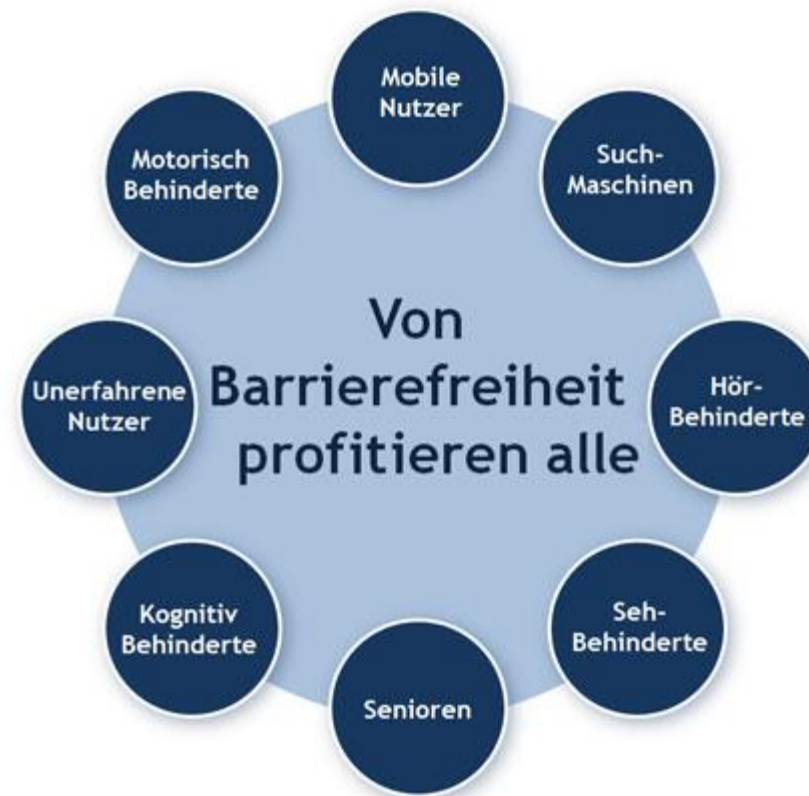 Mobile
Nutzer
Such-
Maschinen
Hör-
Behinderte
Seh-
Behinderte
Senioren
Kognitiv
Behinderte
Unerfahrene
Nutzer
Motorisch
Behinderte
Von
Barrierefreiheit
profitieren alle